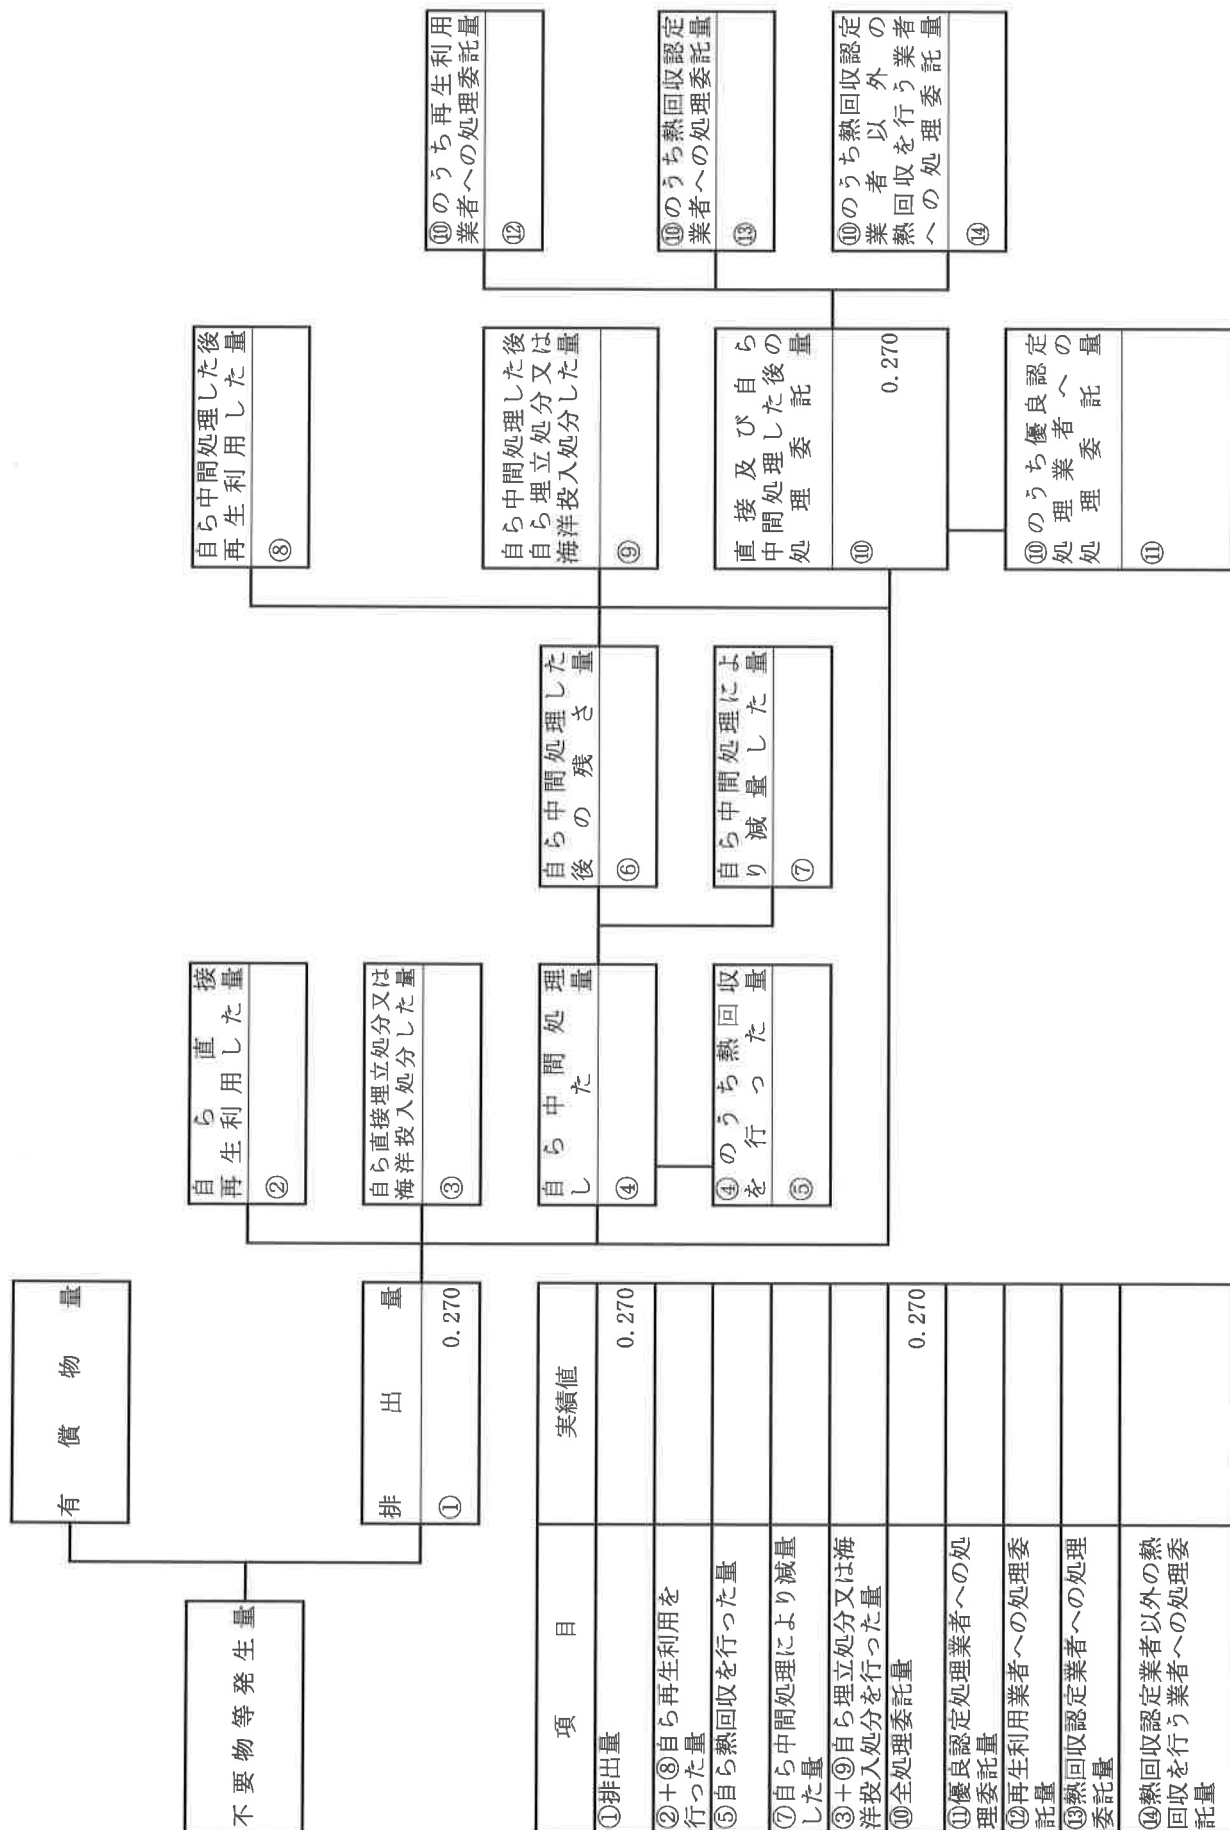 有償物量
不要物等発生量
排出量
① 0.270
自ら直接
再生利用した量
②
自ら直接埋立処分又は
海洋投入処分した量
③
自ら中間処理
した量
④
④のうち熱回収
を行った量
⑤
自ら中間処理した
後の残さ量
⑥
自ら中間処理によ
り減量した量
⑦
自ら中間処理した後
再生利用した量
⑧
自ら中間処理した後
自ら埋立処分又は
海洋投入処分した量
⑨
直接及び自ら
中間処理した後の
処理委託量
⑩ 0.270
⑩のうち優良認定
処理業者への
処理委託量
⑪
⑩のうち再生利用
業者への処理委託量
⑫
⑩のうち熱回収認定
業者への処理委託量
⑬
⑩のうち熱回収認定
業者以外の
熱回収を行う業者
への処理委託量
⑭
項目 実績値
①排出量 0.270
②+⑧自ら再生利用を
行った量
⑤自ら熱回収を行った量
⑦自ら中間処理により減量
した量
③+⑨自ら埋立処分又は海
洋投入処分を行った量
⑩全処理委託量 0.270
⑪優良認定処理業者への処
理委託量
⑫再生利用業者への処理委
託量
⑬熱回収認定業者への処理
委託量
⑭熱回収認定業者以外の熱
回収を行う業者への処理委
託量